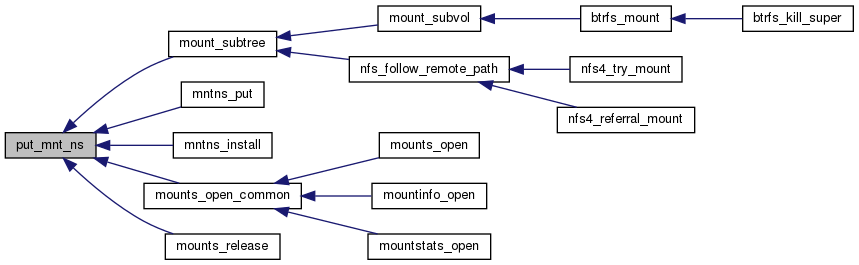 mount_subvol
btrfs_mount
btrfs_kill_super
mount_subtree
nfs_follow_remote_path
nfs4_try_mount
mntns_put
nfs4_referral_mount
put_mnt_ns
mntns_install
mounts_open
mounts_open_common
mountinfo_open
mounts_release
mountstats_open